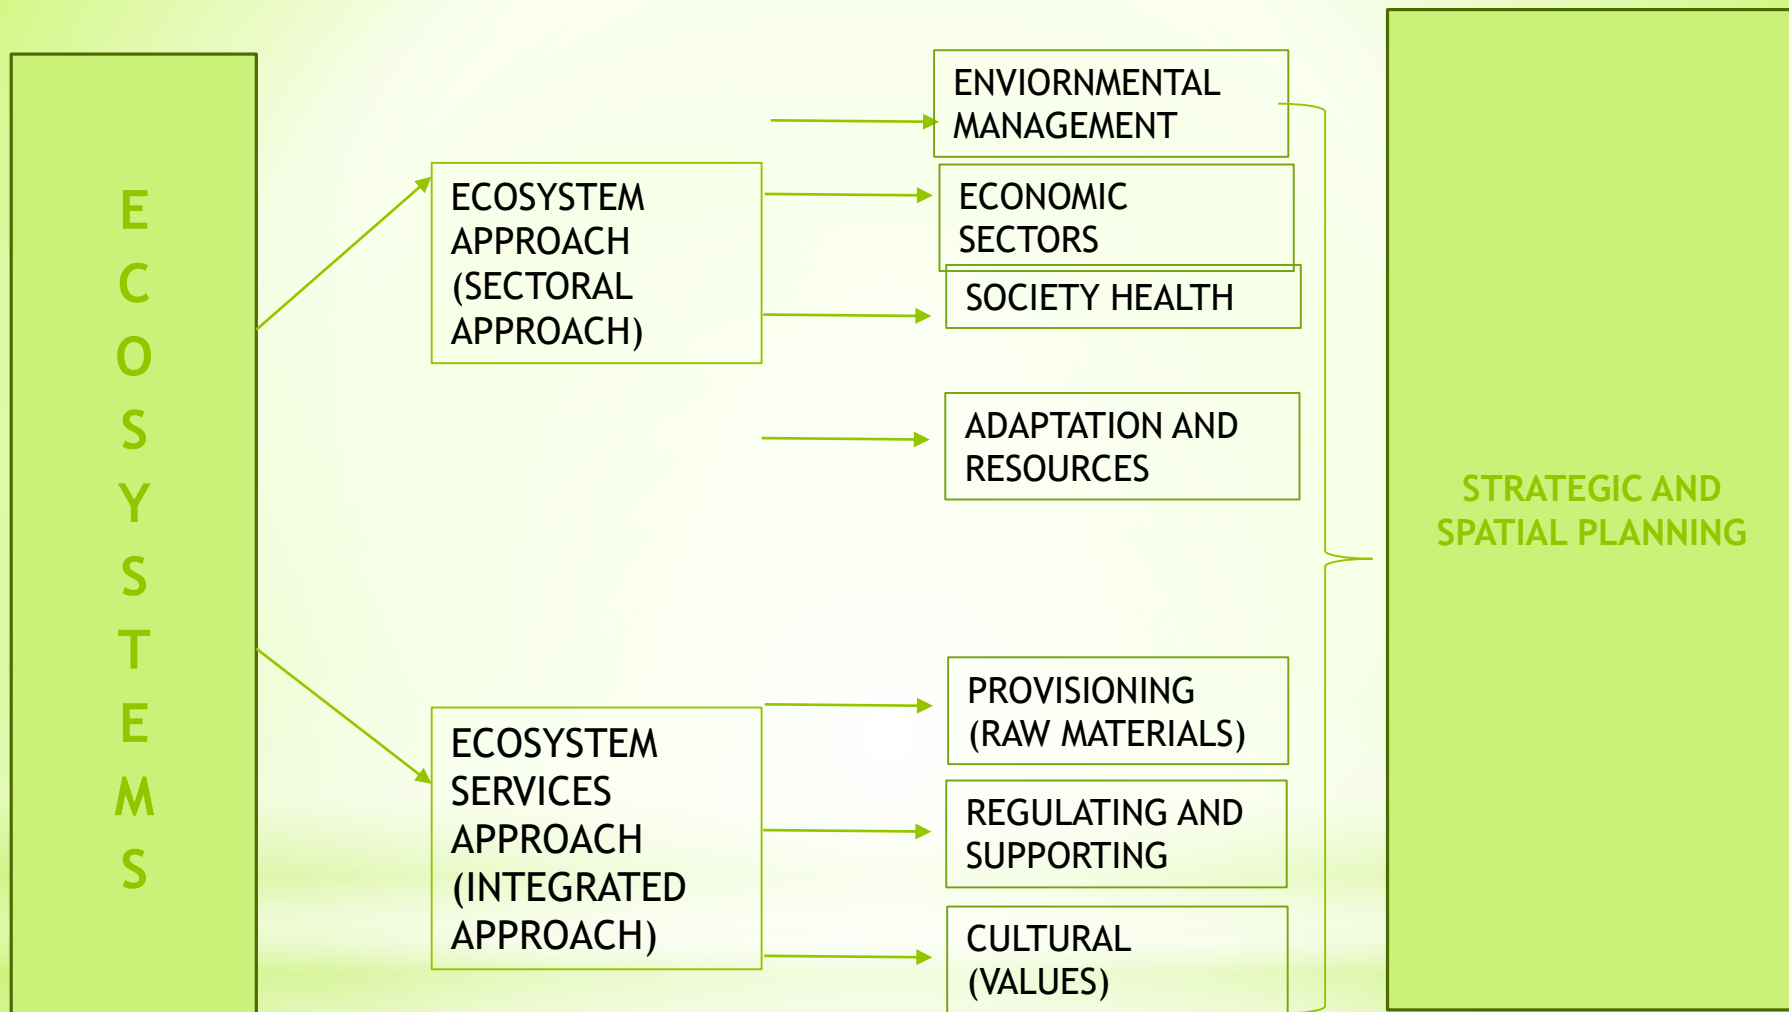 ECOSYSTEMS
ECOSYSTEM
APPROACH
(SECTORAL
APPROACH)
ENVIORNMENTAL
MANAGEMENT
ECONOMIC
SECTORS
SOCIETY HEALTH
ADAPTATION AND
RESOURCES
ECOSYSTEM
SERVICES
APPROACH
(INTEGRATED
APPROACH)
PROVISIONING
(RAW MATERIALS)
REGULATING AND
SUPPORTING
CULTURAL
(VALUES)
STRATEGIC AND
SPATIAL PLANNING